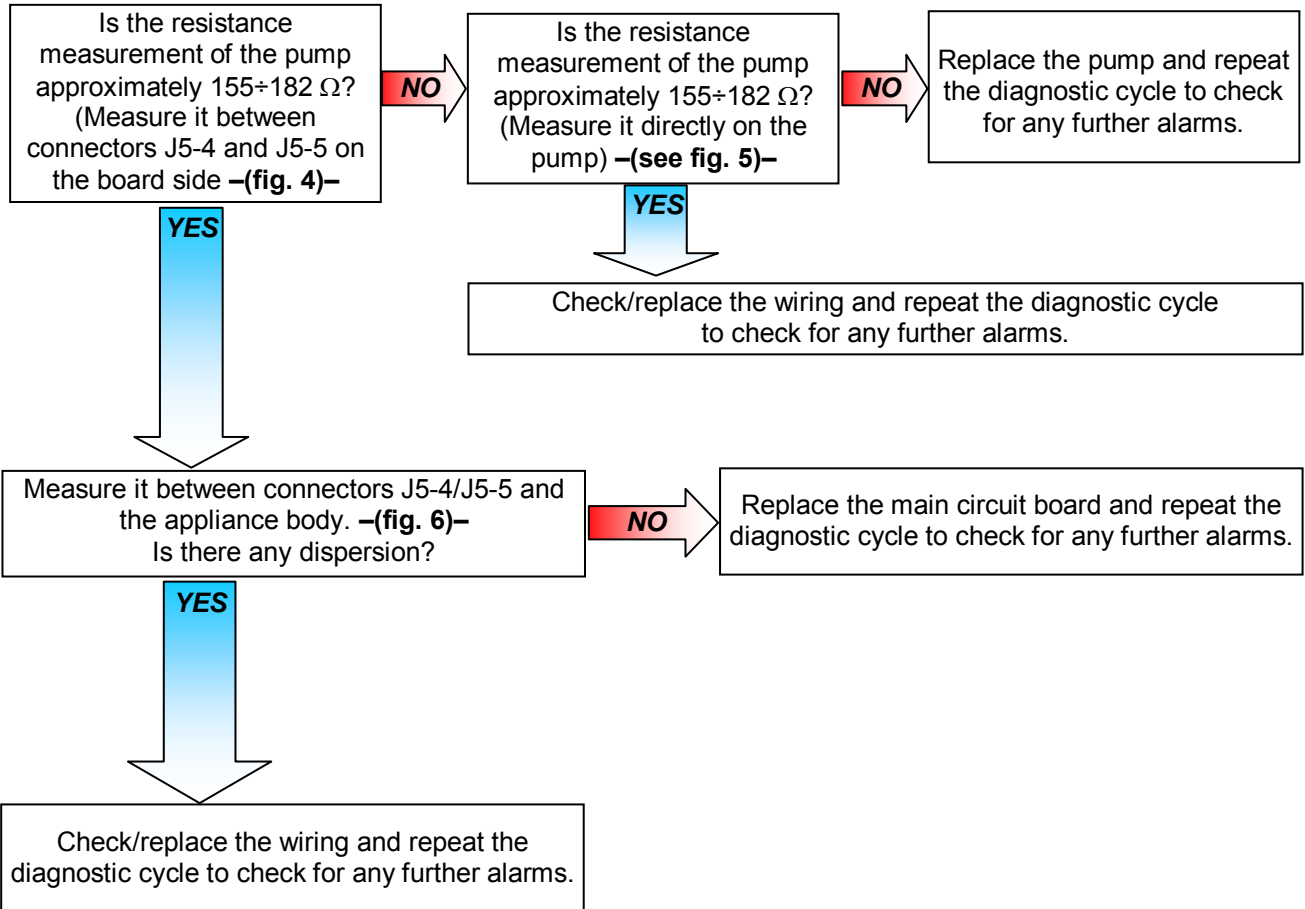 Is the resistance
measurement of the pump
approximately 155÷182 Ω?
(Measure it between
connectors J5-4 and J5-5 on
the board side –(fig. 4)–
NO
Is the resistance
measurement of the pump
approximately 155÷182 Ω?
(Measure it directly on the
pump) –(see fig. 5)–
NO
Replace the pump and repeat
the diagnostic cycle to check
for any further alarms.
YES
YES
Check/replace the wiring and repeat the diagnostic cycle
to check for any further alarms.
Measure it between connectors J5-4/J5-5 and
the appliance body. –(fig. 6)–
Is there any dispersion?
NO
Replace the main circuit board and repeat the
diagnostic cycle to check for any further alarms.
YES
Check/replace the wiring and repeat the
diagnostic cycle to check for any further alarms.